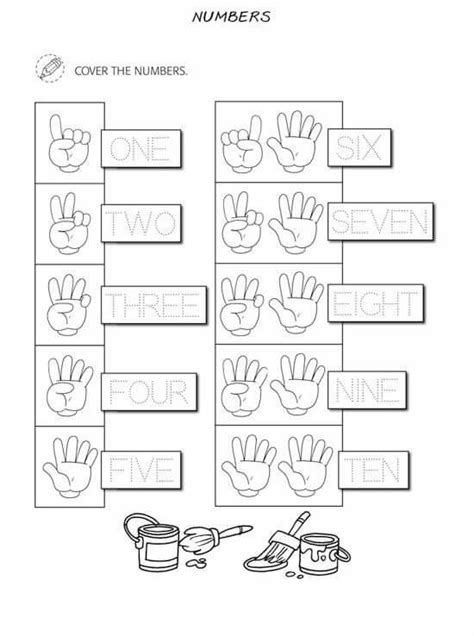 NUMBERS
COVER THE NUMBERS.
ONE
TWO
THREE
FOUR
FIVE
SIX
SEVEN
EIGHT
NINE
TEN